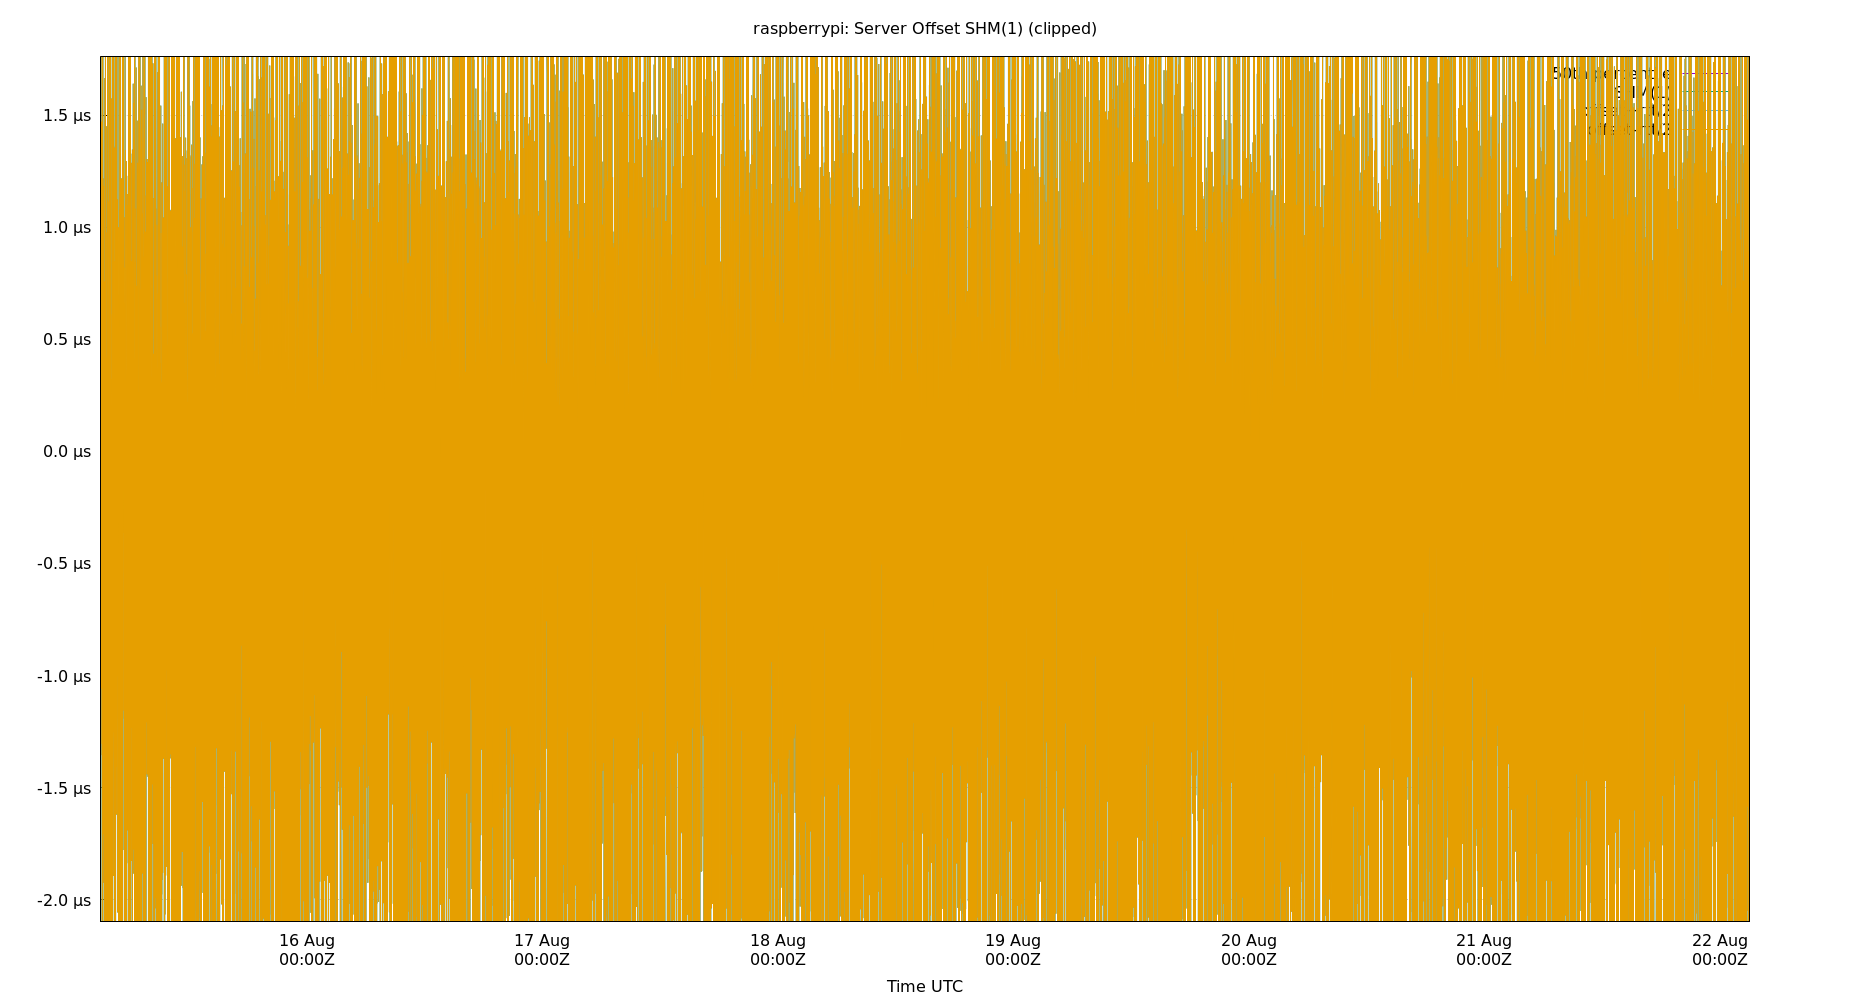 raspberrypi: Server Offset SHM(1) (clipped)
1.5 µs
1.0 µs
0.5 µs
0.0 µs
-0.5 µs
-1.0 µs
-1.5 µs
-2.0 µs
16 Aug 17 Aug 18 Aug 19 Aug 20 Aug 21 Aug 22 Aug
00:00Z 00:00Z 00:00Z 00:00Z 00:00Z 00:00Z 00:00Z
Time UTC